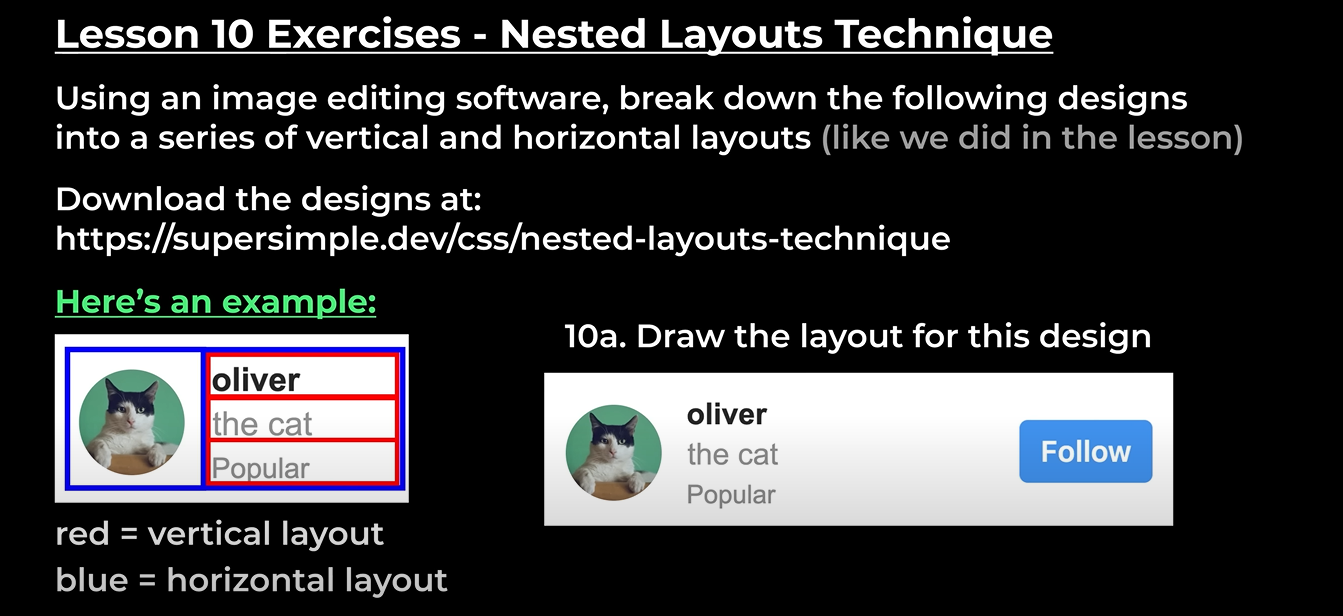 Lesson 10 Exercises - Nested Layouts Technique
Using an image editing software, break down the following designs
into a series of vertical and horizontal layouts (like we did in the lesson)
Download the designs at:
https://supersimple.dev/css/nested-layouts-technique
Here’s an example:
oliver
the cat
Popular
red = vertical layout
blue = horizontal layout
10a. Draw the layout for this design
oliver
the cat
Popular
Follow